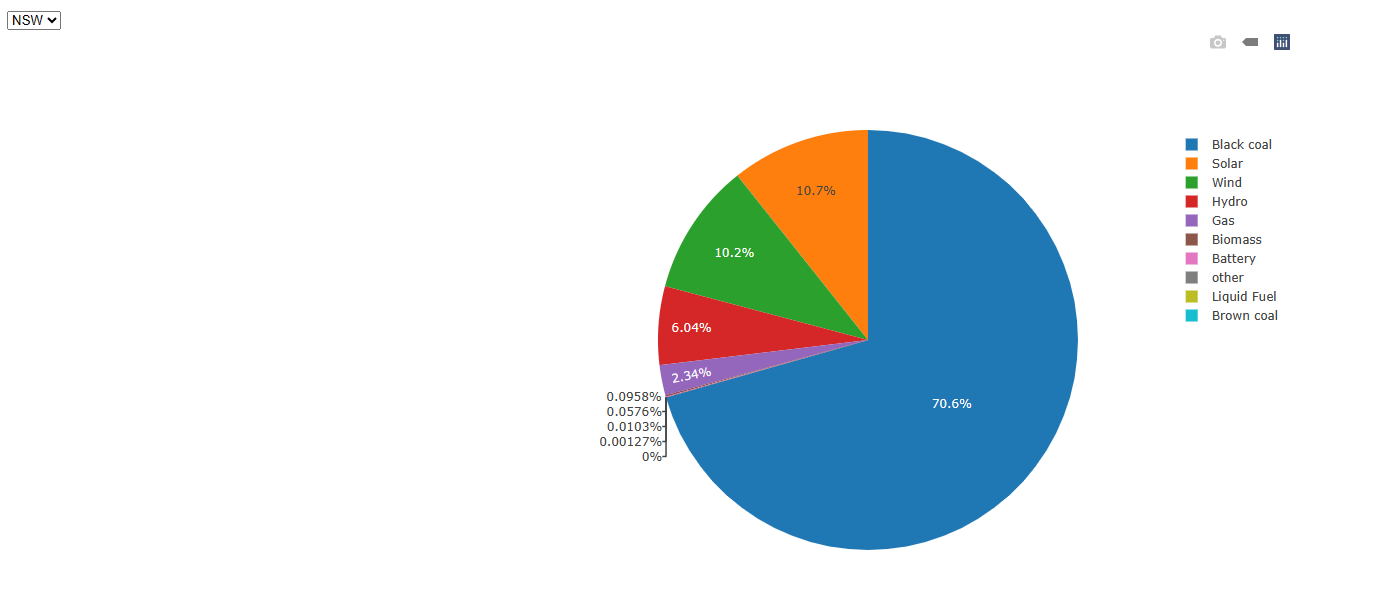 NSW
Black coal
Solar
Wind
Hydro
Gas
Biomass
Battery
other
Liquid Fuel
Brown coal
10.7%
10.2%
6.04%
2.34%
0.0958%
0.0576%
0.0103%
0.00127%
0%
70.6%